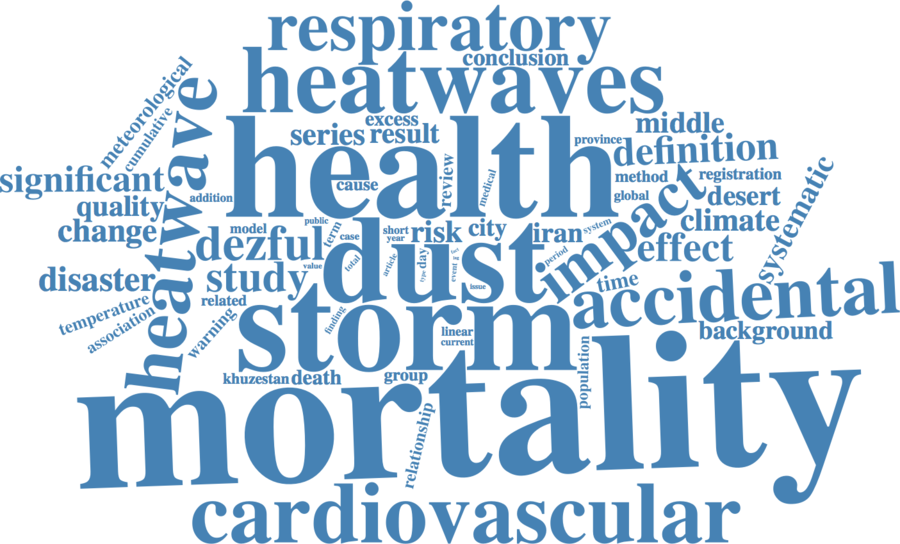 respiratory
conclusion
heatwaves
meteorological
cumulative
heatwave
excess
series
result
middle
health
province
definition
significant
addition
cause
review
medical
method
registration
global
desert
systematic
quality
change
model
public
term
case
short
year
risk
city
iran
system
impact
climate
dezful
dust
effect
disaster
study
value
total
article
day
type
event
period
issue
time
accidental
temperature
association
related
warning
storm
finding
linear
current
background
khuzestan
death
group
population
mortality
relationship
cardiovascular